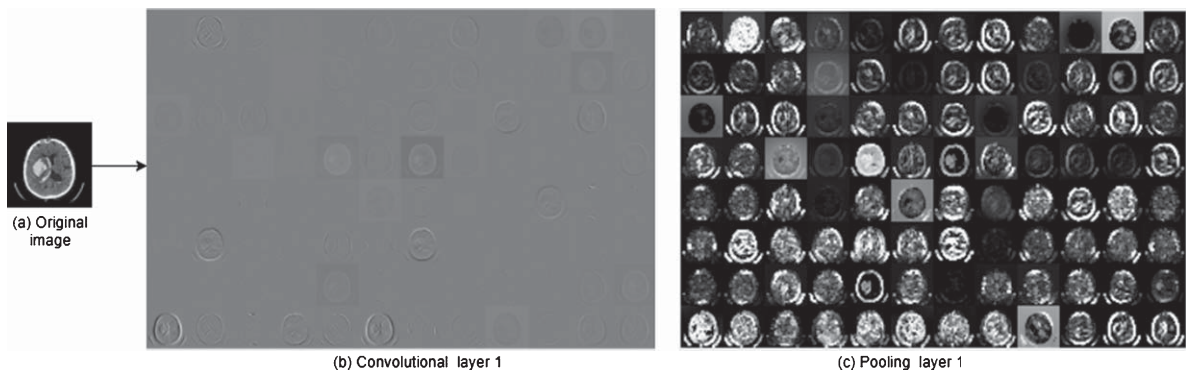 (a) Original
image
(b) Convolutional layer 1
(c) Pooling layer 1